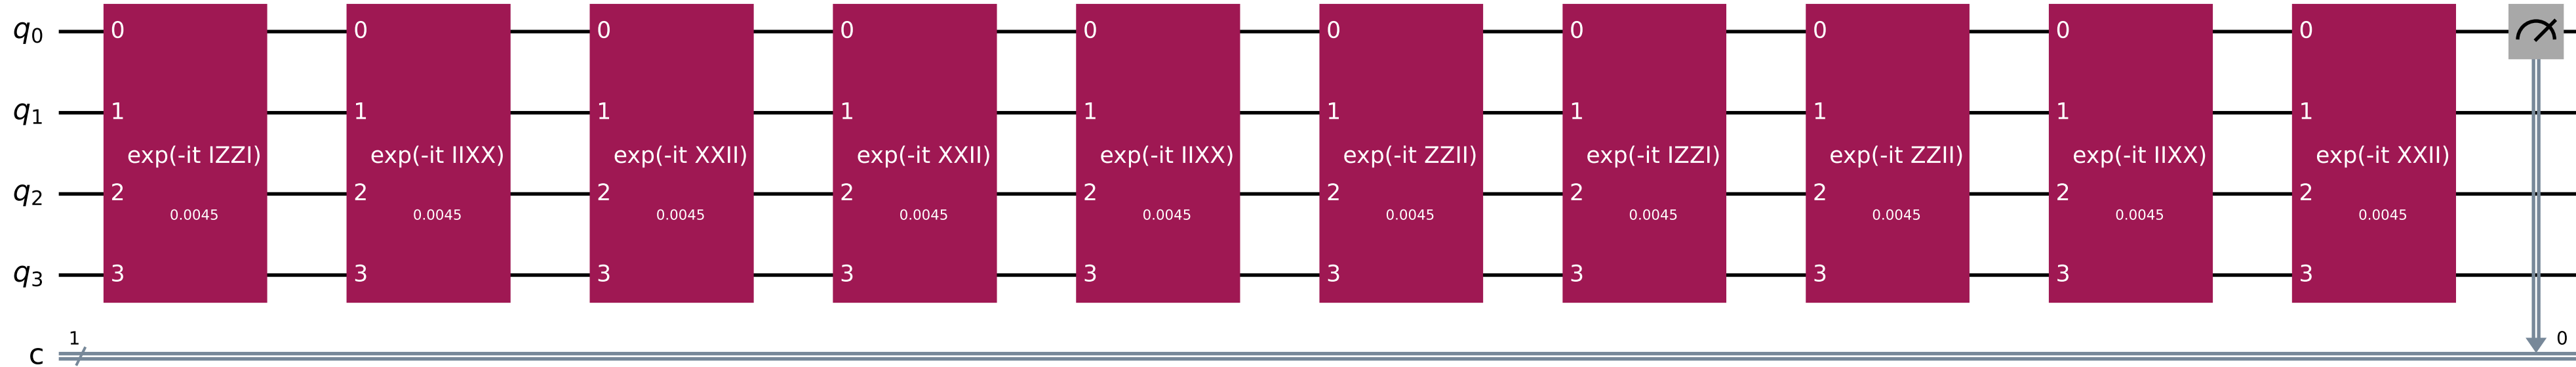 q0 0 0 0 0 0 0 0 0 0 0
q1 1 1 1 1 1 1 1 1 1 1
exp(-it IZZI) exp(-it IIXX) exp(-it XXII) exp(-it XXII) exp(-it IIXX) exp(-it ZZII) exp(-it IZZI) exp(-it ZZII) exp(-it IIXX) exp(-it XXII)
q2 2 2 2 2 2 2 2 2 2 2
0.0045 0.0045 0.0045 0.0045 0.0045 0.0045 0.0045 0.0045 0.0045 0.0045
q3 3 3 3 3 3 3 3 3 3 3
1 0
c